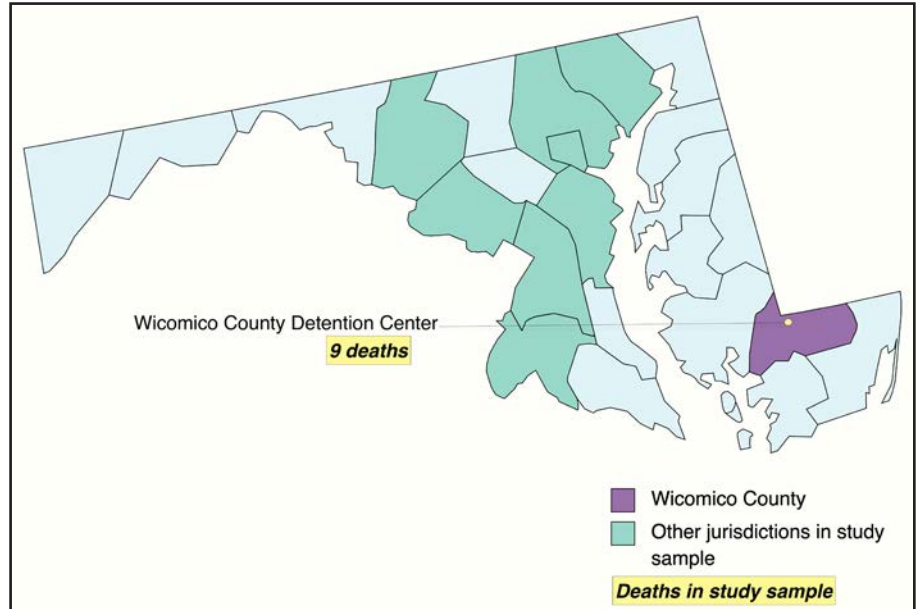 Wicomico County Detention Center
9 deaths
Wicomico County
Other jurisdictions in study
sample
Deaths in study sample